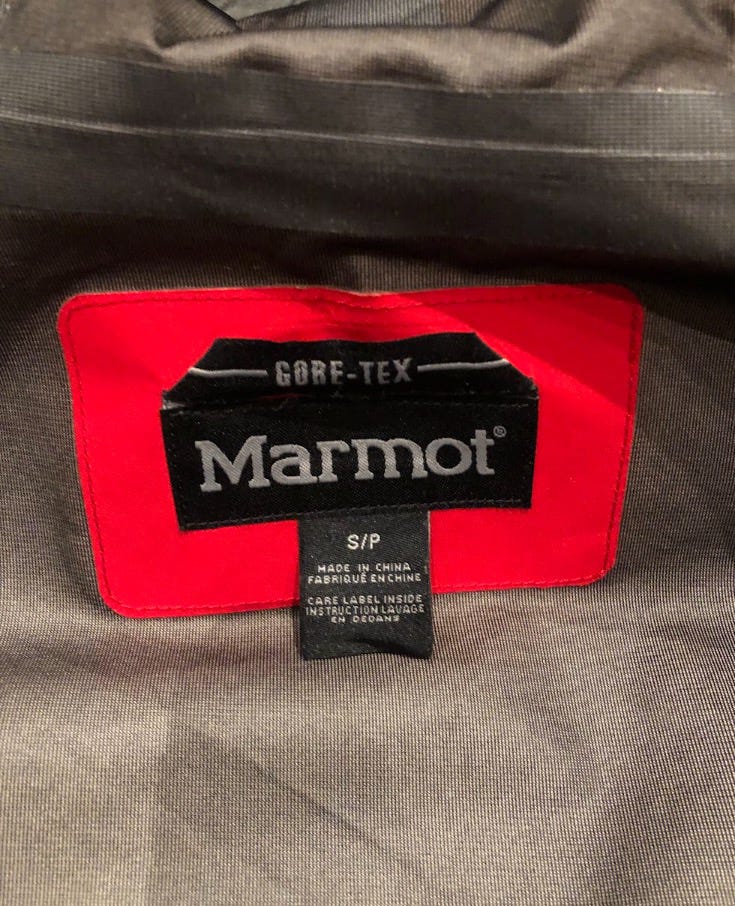 GORE-TEX
Marmot®
S/P
MADE IN CHINA
FABRIQUÉ EN CHINE
CARE LABEL INSIDE
INSTRUCTION LAVAGE
EN DEDANS